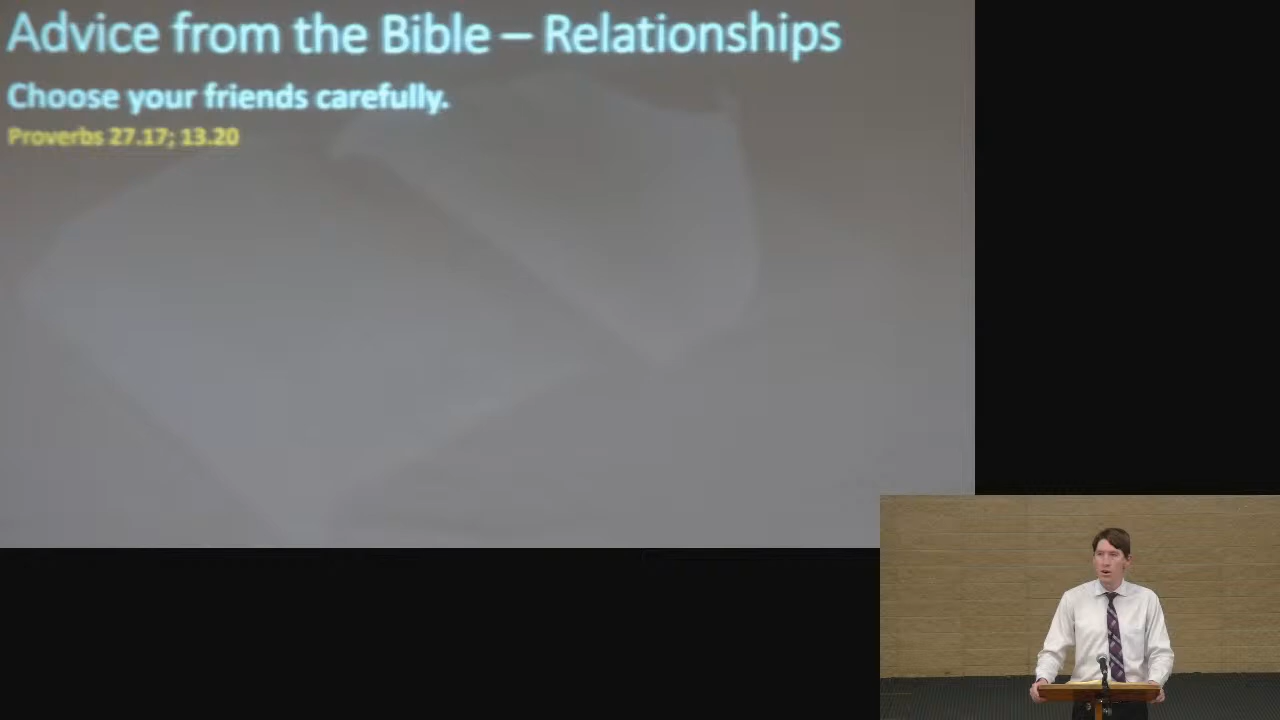 Advice from the Bible – Relationships
Choose your friends carefully.
Proverbs 27.17; 13.20